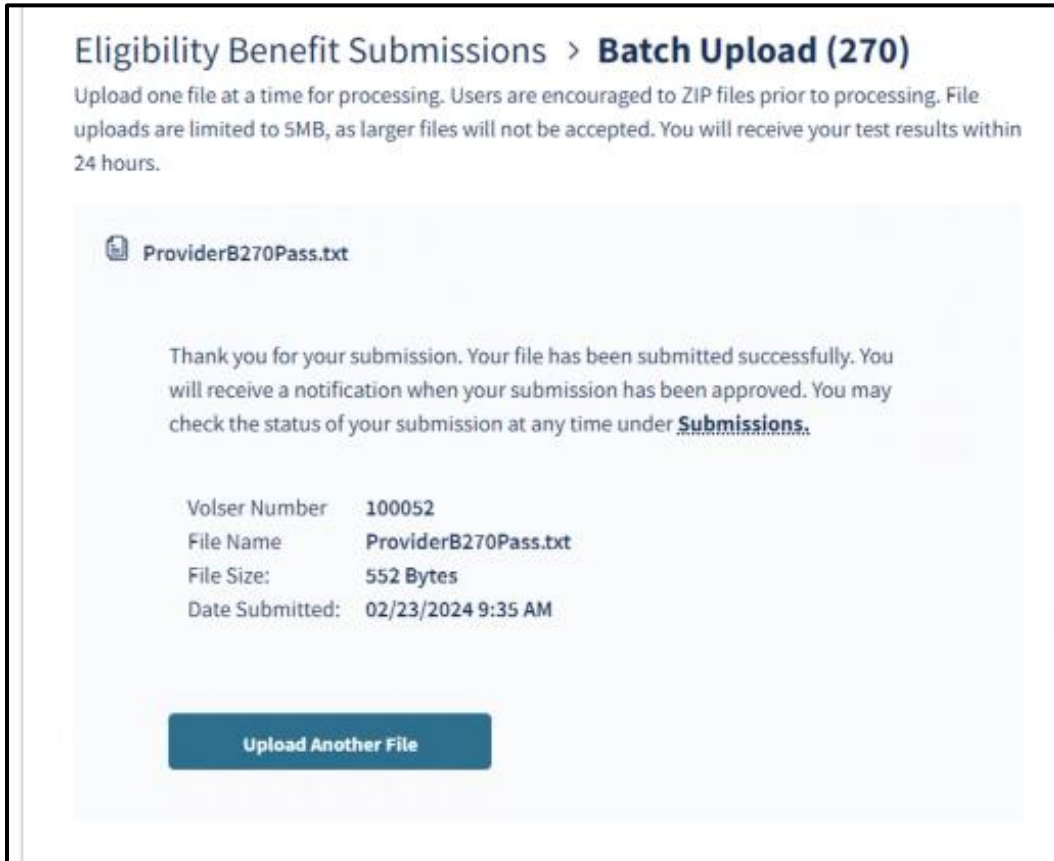 Eligibility Benefit Submissions > Batch Upload (270)
Upload one file at a time for processing. Users are encouraged to ZIP files prior to processing. File
uploads are limited to 5MB, as larger files will not be accepted. You will receive your test results within
24 hours.
ProviderB270Pass.txt
Thank you for your submission. Your file has been submitted successfully. You
will receive a notification when your submission has been approved. You may
check the status of your submission at any time under Submissions.
Volser Number 100052
File Name ProviderB270Pass.txt
File Size: 552 Bytes
Date Submitted: 02/23/2024 9:35 AM
Upload Another File